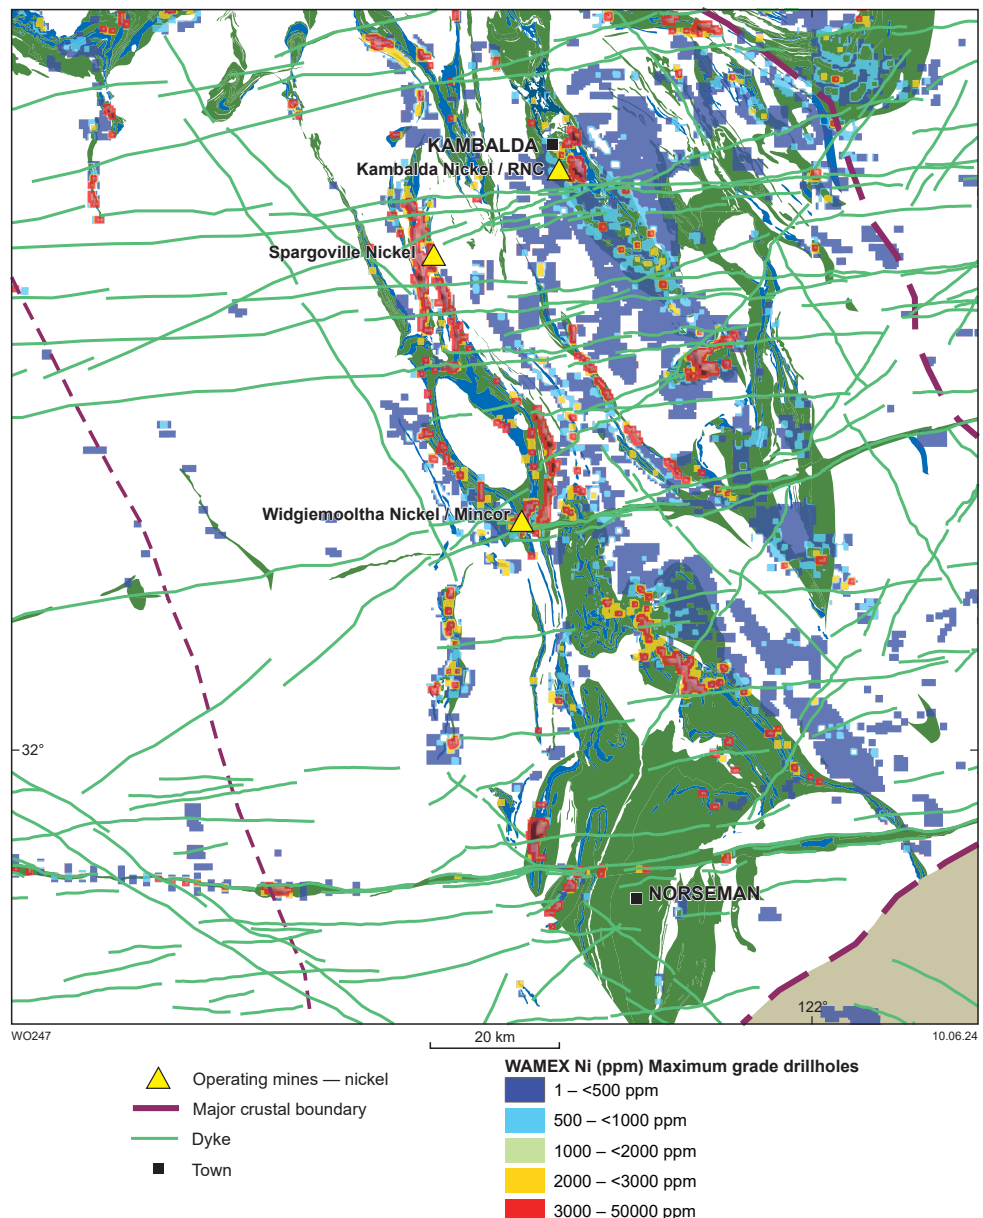 KAMBALDA
Kambalda Nickel / RNC
Spargoville Nickel
Widgiemooltha Nickel / Mincor
32°
NORSEMAN
122°
WO247
20 km
10.06.24
Operating mines — nickel
Major crustal boundary
Dyke
Town
WAMEX Ni (ppm) Maximum grade drillholes
1 – <500 ppm
500 – <1000 ppm
1000 – <2000 ppm
2000 – <3000 ppm
3000 – 50000 ppm